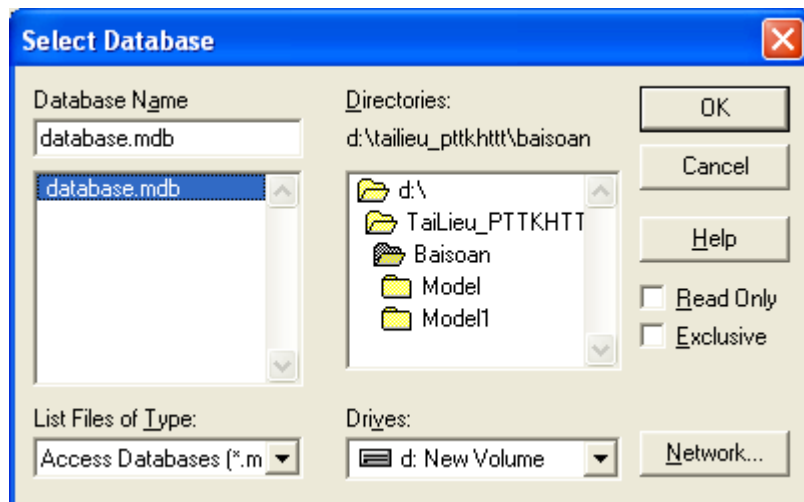 Select Database
Database Name
database.mdb
database.mdb
List Files of Type:
Access Databases (*.m
Directories:
d:\tailieu_pttkhttt\baisoan
d:\
TaiLieu_PTTKHTT
Baisoan
Model
Model1
Drives:
d: New Volume
OK
Cancel
Help
Read Only
Exclusive
Network...